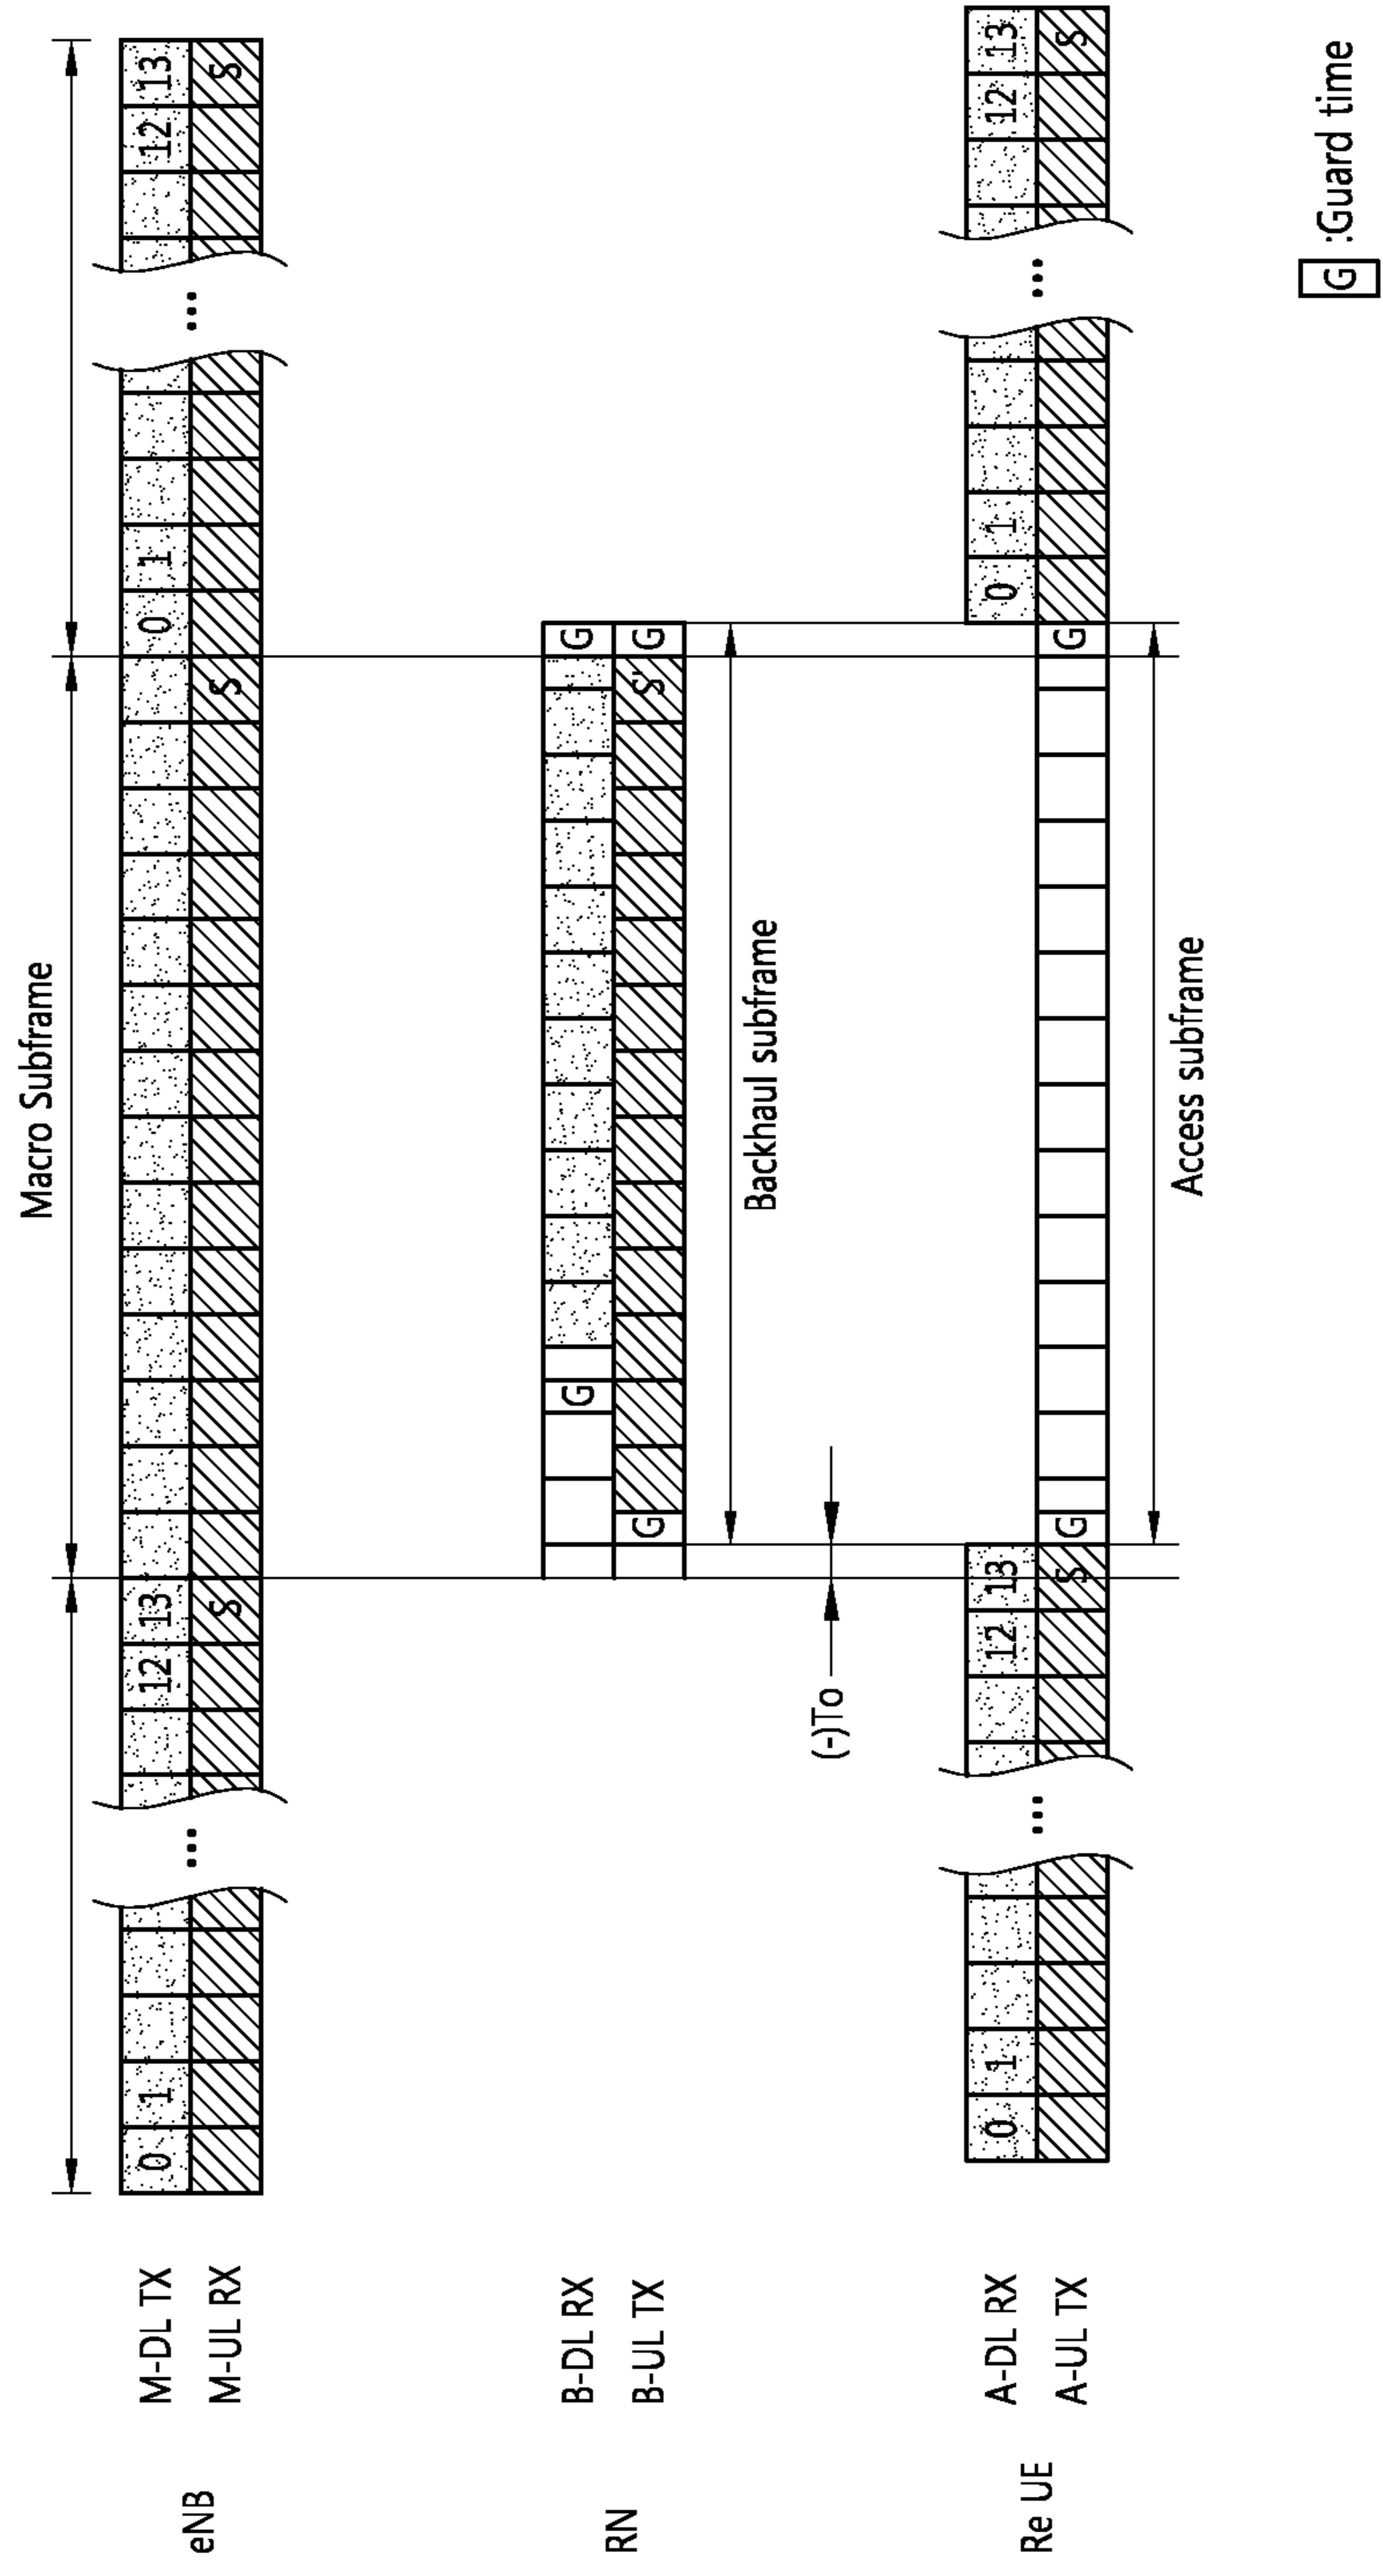 Macro Subframe
eNB
M-DL TX 0 1 ... 12 13 0 1 ... 12 13
M-UL RX S S S
RN
B-DL RX G G
B-UL TX G S' G
Backhaul subframe
(-)To
Re UE
A-DL RX 0 1 ... 12 13 0 1 ... 12 13
A-UL TX S G G S
Access subframe
G :Guard time